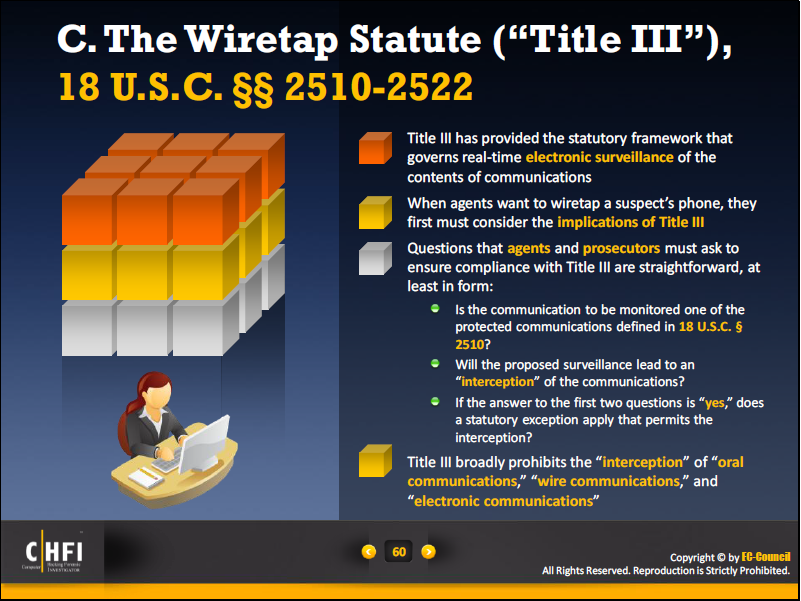 C. The Wiretap Statute (“Title III”),
18 U.S.C. §§ 2510-2522
Title III has provided the statutory framework that
governs real-time electronic surveillance of the
contents of communications
When agents want to wiretap a suspect’s phone, they
first must consider the implications of Title III
Questions that agents and prosecutors must ask to
ensure compliance with Title III are straightforward, at
least in form:
Is the communication to be monitored one of the
protected communications defined in 18 U.S.C. §
2510?
Will the proposed surveillance lead to an
“interception” of the communications?
If the answer to the first two questions is “yes,” does
a statutory exception apply that permits the
interception?
Title III broadly prohibits the “interception” of “oral
communications,” “wire communications,” and
“electronic communications”
CHFI
Computer Hacking Forensic
INVESTIGATOR
60
Copyright © by EC-Council
All Rights Reserved. Reproduction is Strictly Prohibited.